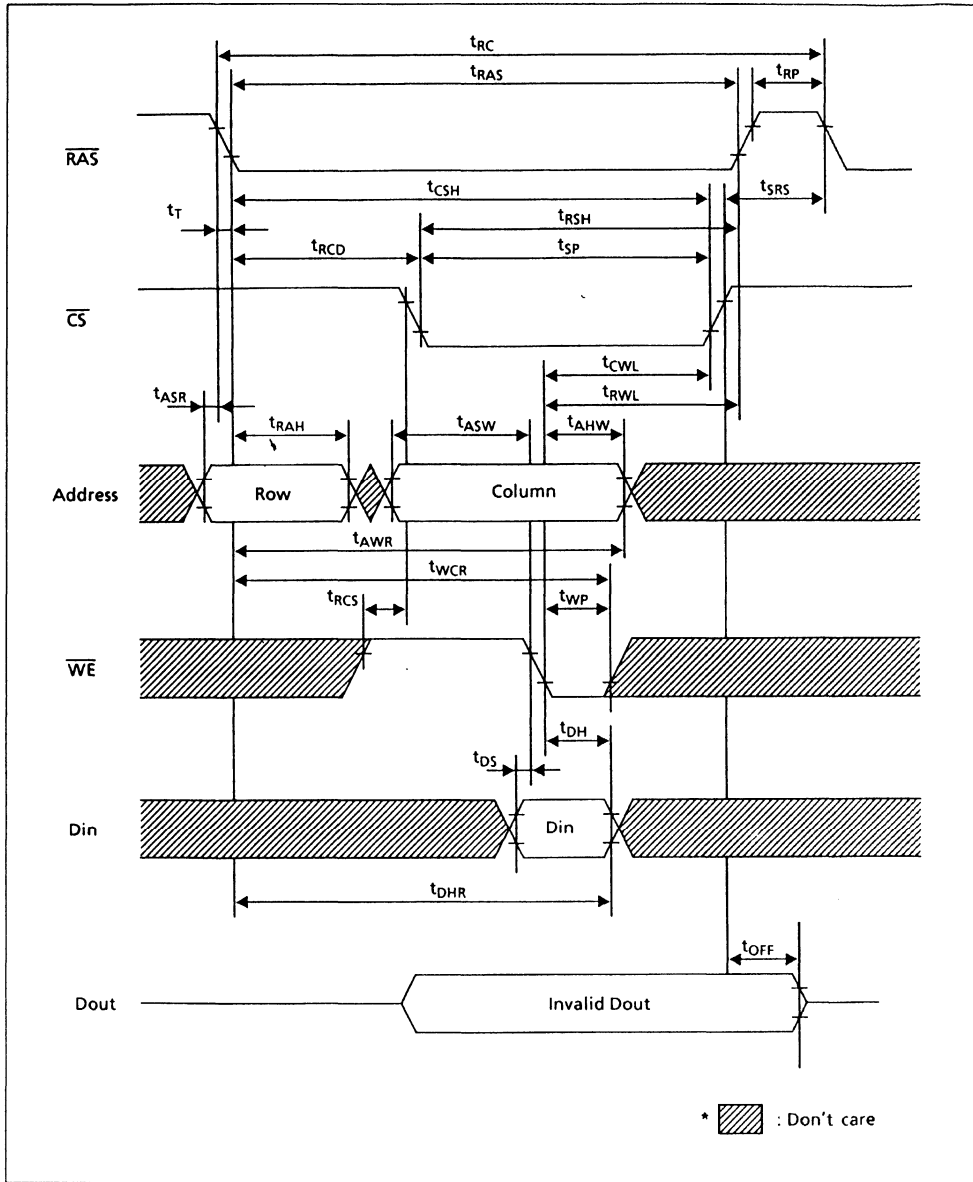 tRC
tRAS
tRP
RAS
tCSH
tSRS
tT
tRSH
tRCD
tSP
CS
tCWL
tASR
tRWL
tRAH
tASW
tAHW
Address
Row
Column
tAWR
tWCR
tRCS
tWP
WE
tDH
tDS
Din
Din
tDHR
tOFF
Dout
Invalid Dout
* : Don't care